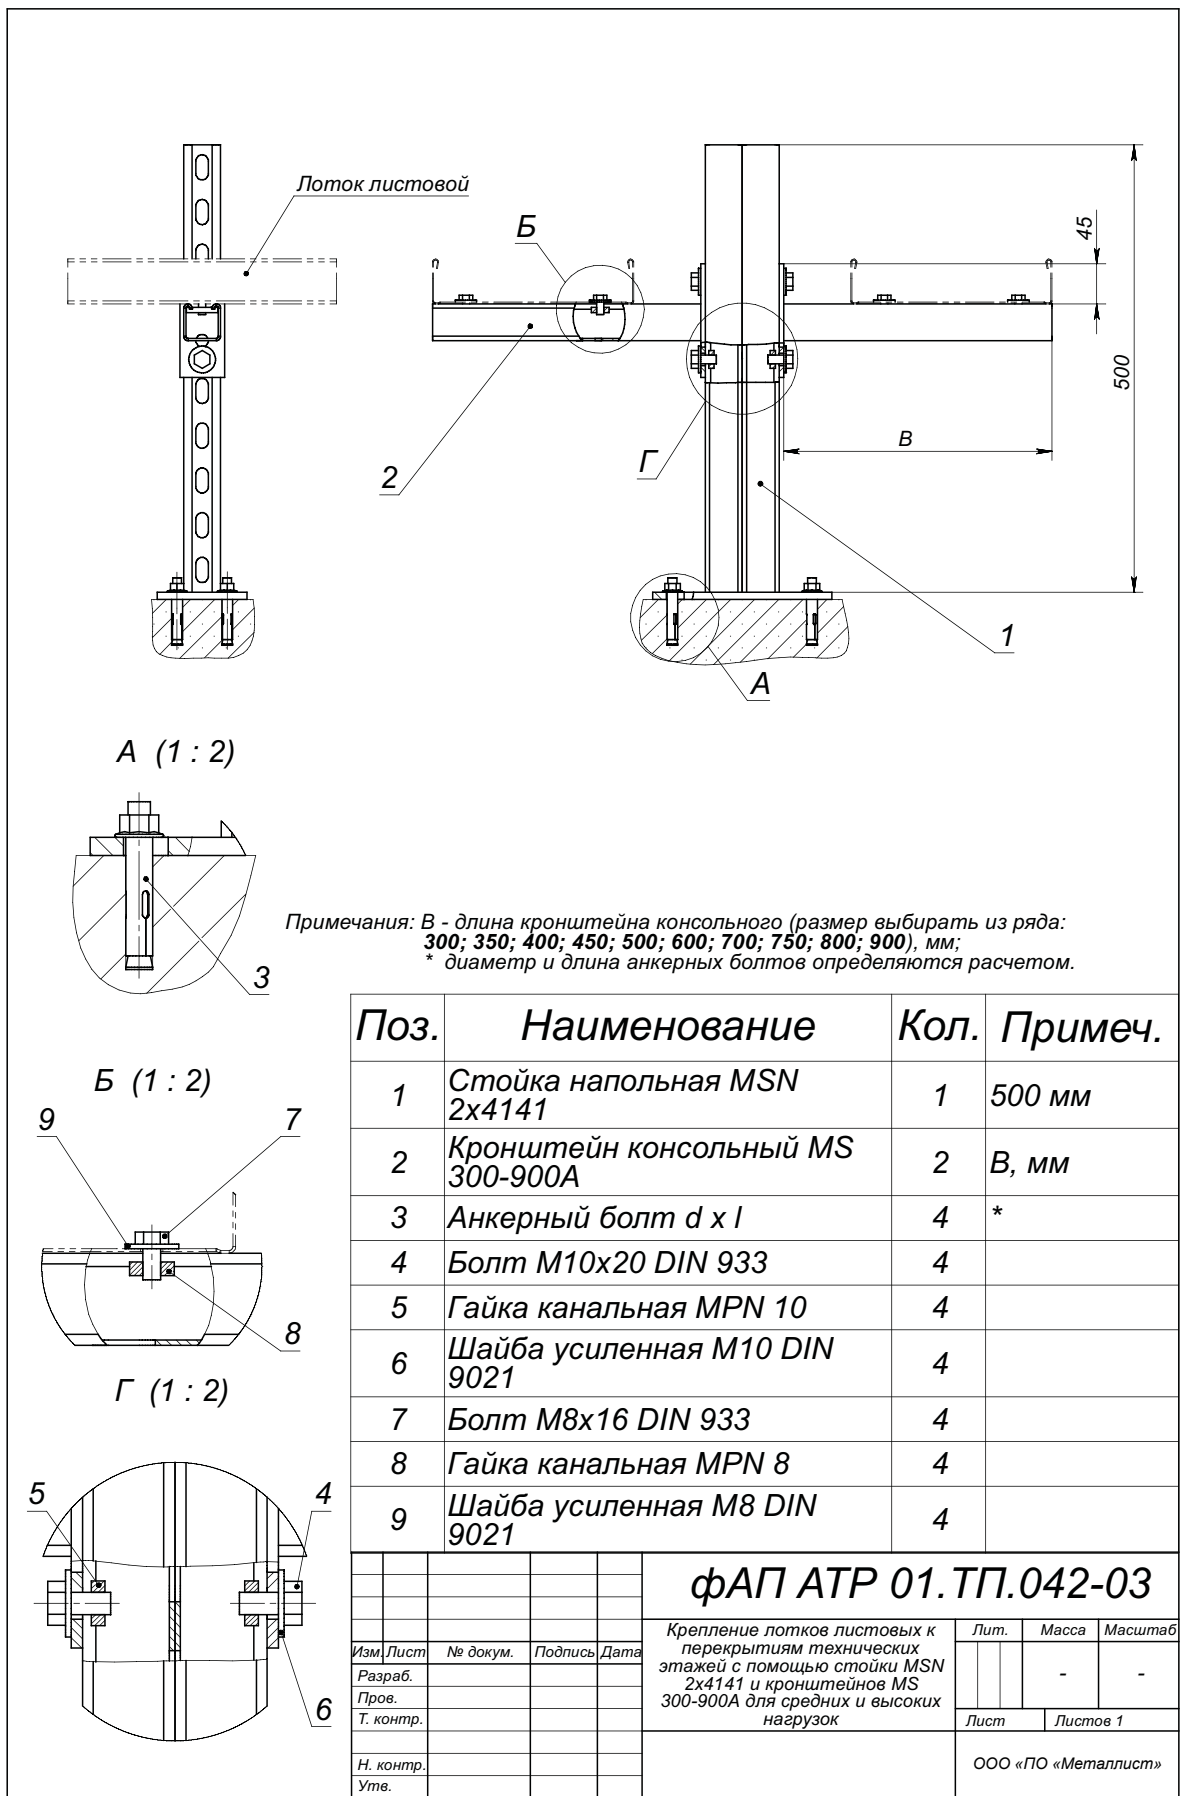 Лоток листовой
Б
45
500
В
2
Г
1
А
А (1 : 2)
3
Примечания: В - длина кронштейна консольного (размер выбирать из ряда:
300; 350; 400; 450; 500; 600; 700; 750; 800; 900), мм;
* диаметр и длина анкерных болтов определяются расчетом.
Б (1 : 2)
9
7
8
Г (1 : 2)
5
4
6
Поз. Наименование Кол. Примеч.
1 Стойка напольная MSN 1 500 мм
2x4141
2 Кронштейн консольный MS 2 В, мм
300-900А
3 Анкерный болт d x l 4 *
4 Болт М10х20 DIN 933 4
5 Гайка канальная MPN 10 4
6 Шайба усиленная М10 DIN 4
9021
7 Болт М8х16 DIN 933 4
8 Гайка канальная MPN 8 4
9 Шайба усиленная М8 DIN 4
9021
фАП АТР 01.ТП.042-03
Крепление лотков листовых к
перекрытиям технических
этажей с помощью стойки MSN
2x4141 и кронштейнов MS
300-900А для средних и высоких
нагрузок
Лит. Масса Масштаб
- -
Лист Листов 1
Изм. Лист № докум. Подпись Дата
Разраб.
Пров.
Т. контр.
Н. контр.
Утв.
ООО «ПО «Металлист»